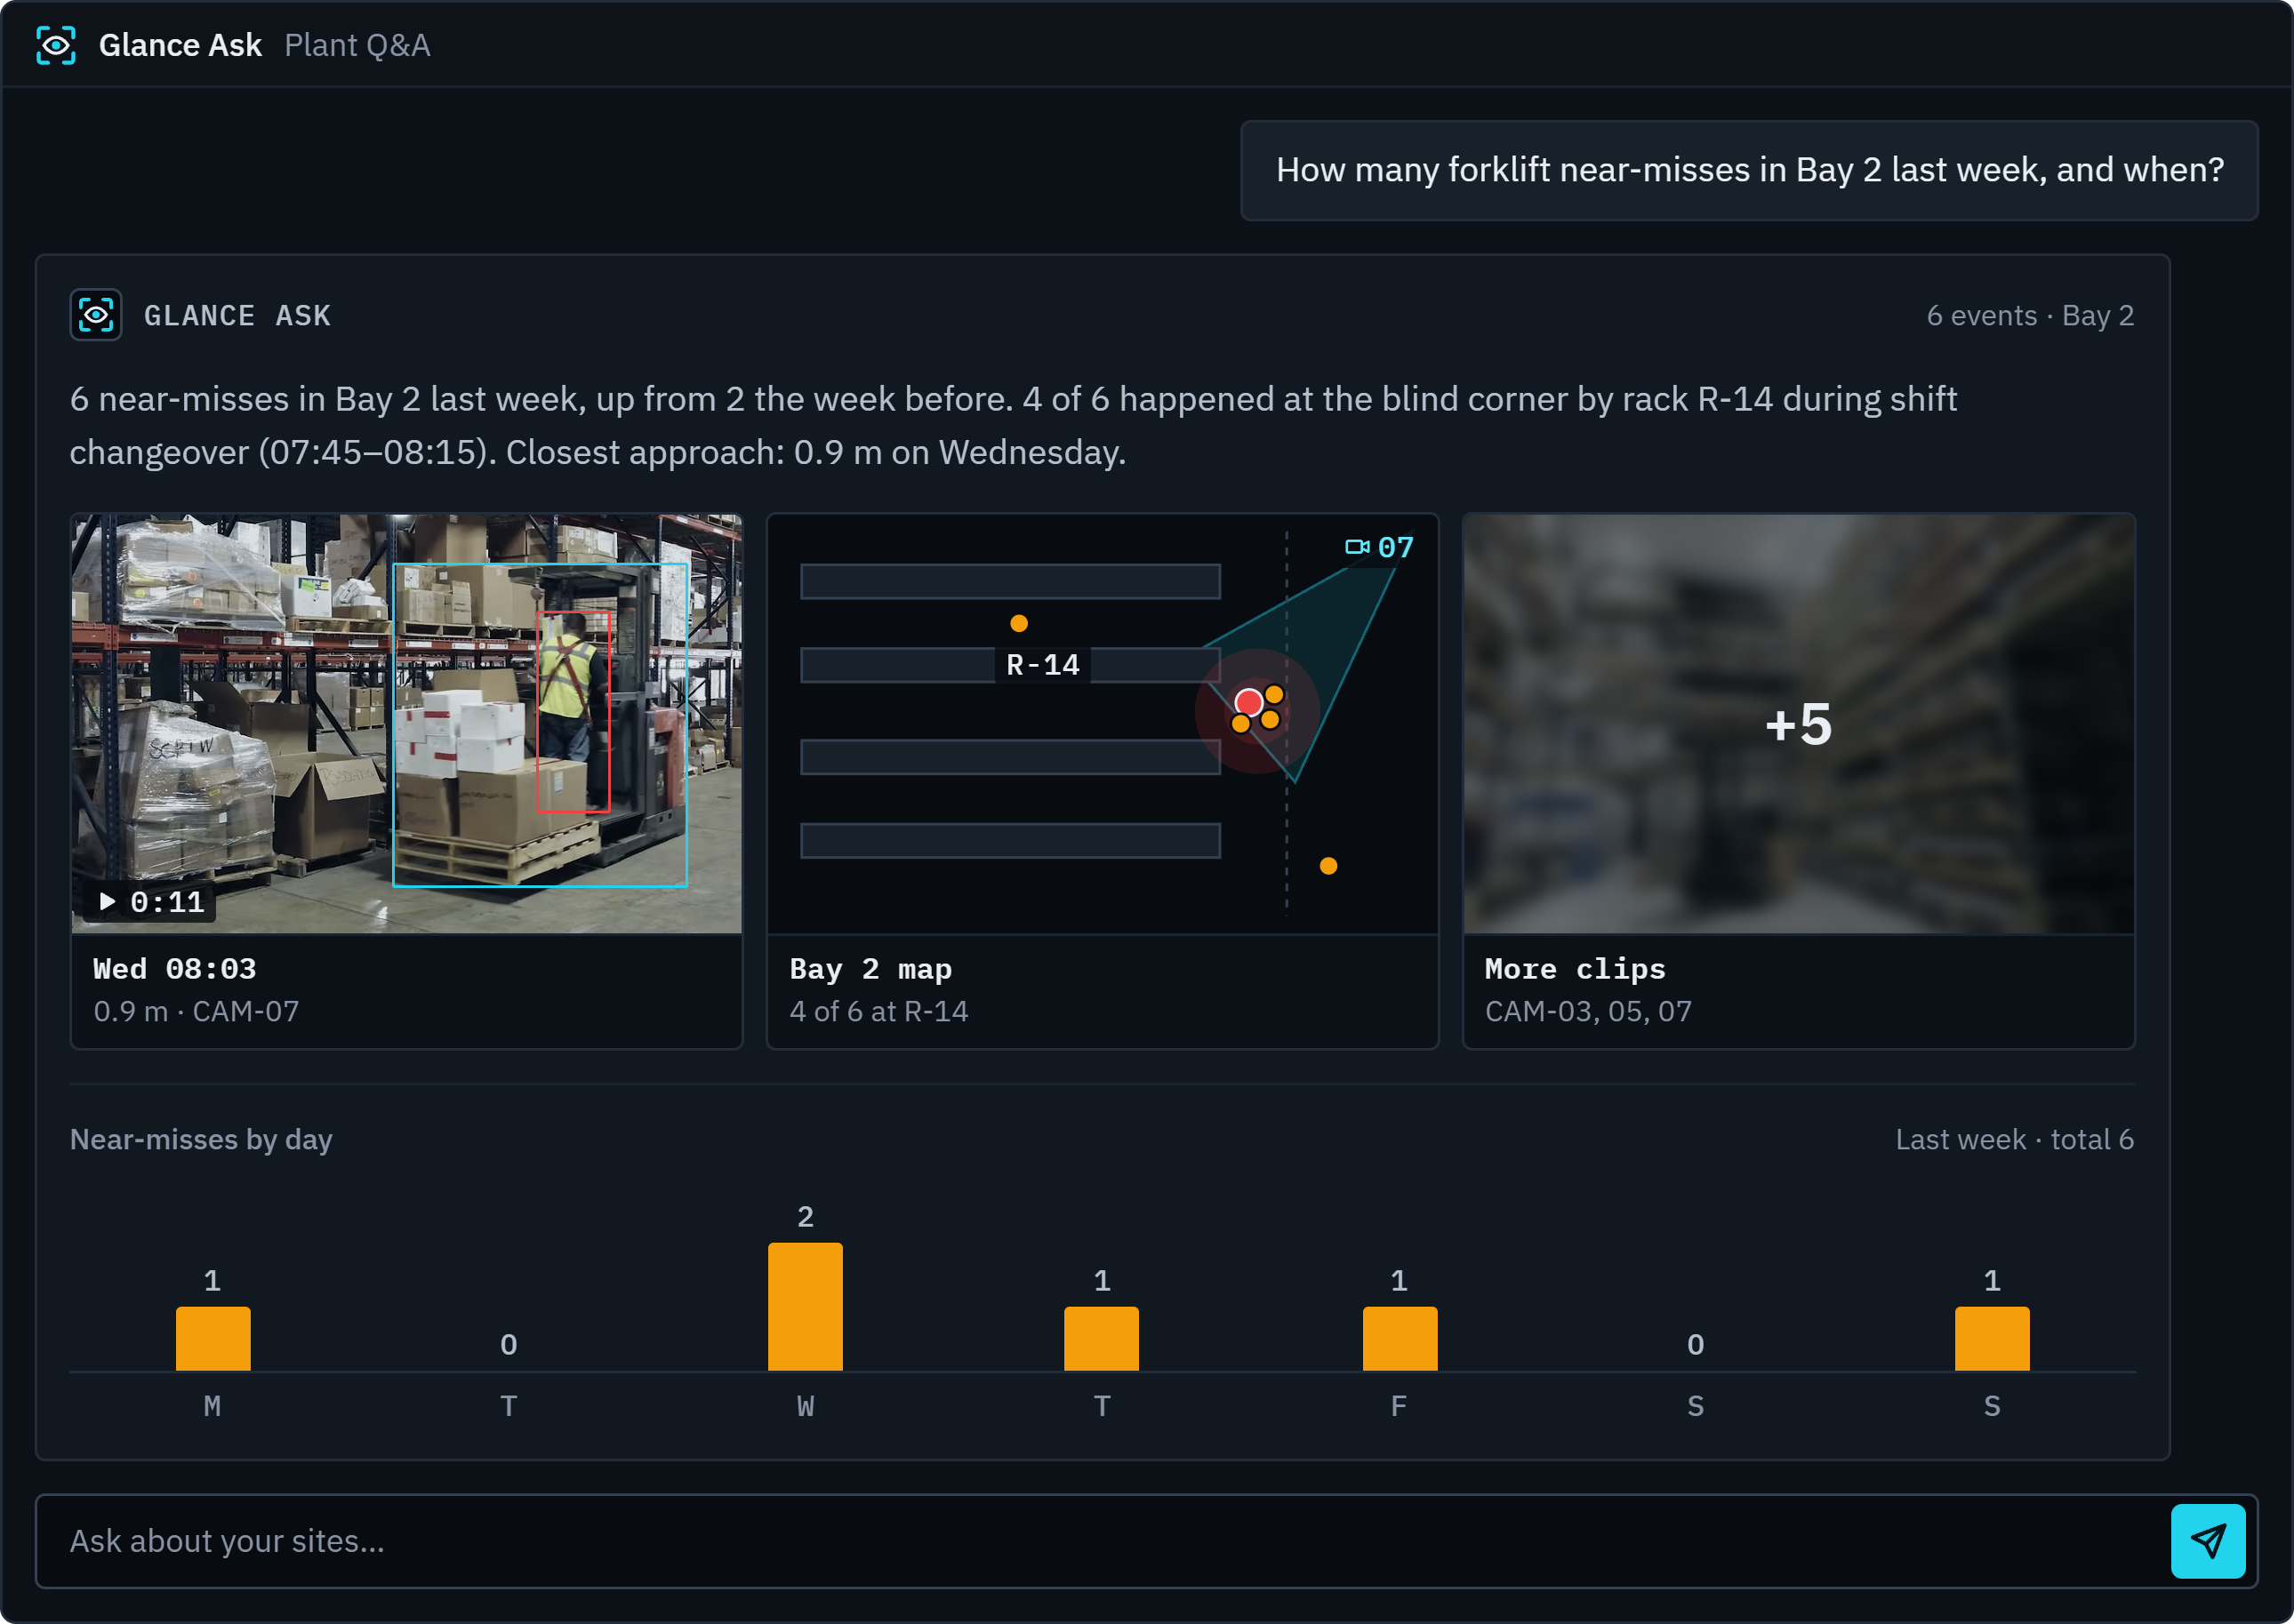 Glance Ask Plant Q&A
How many forklift near-misses in Bay 2 last week, and when?
GLANCE ASK
6 events · Bay 2
6 near-misses in Bay 2 last week, up from 2 the week before. 4 of 6 happened at the blind corner by rack R-14 during shift
changeover (07:45–08:15). Closest approach: 0.9 m on Wednesday.
0:11
Wed 08:03
0.9 m · CAM-07
07
R-14
Bay 2 map
4 of 6 at R-14
+5
More clips
CAM-03, 05, 07
Near-misses by day
Last week · total 6
1 0 2 1 1 0 1
M T W T F S S
Ask about your sites...